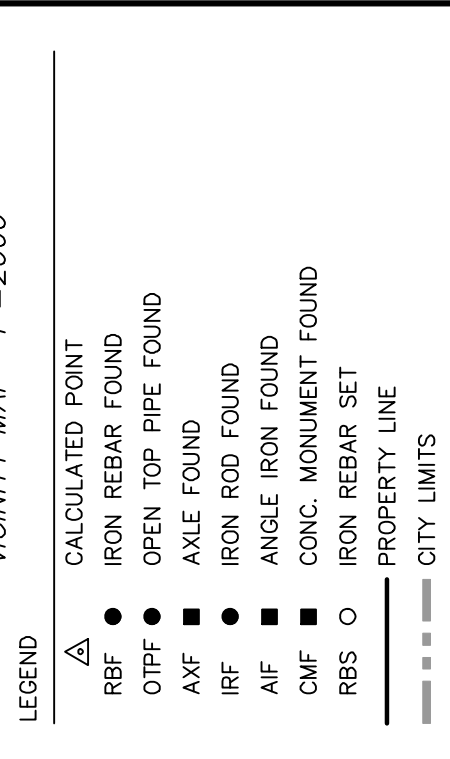 LEGEND
CALCULATED POINT
RBF IRON REBAR FOUND
OTPF OPEN TOP PIPE FOUND
AXF AXLE FOUND
IRF IRON ROD FOUND
AIF ANGLE IRON FOUND
CMF CONC. MONUMENT FOUND
RBS IRON REBAR SET
PROPERTY LINE
CITY LIMITS